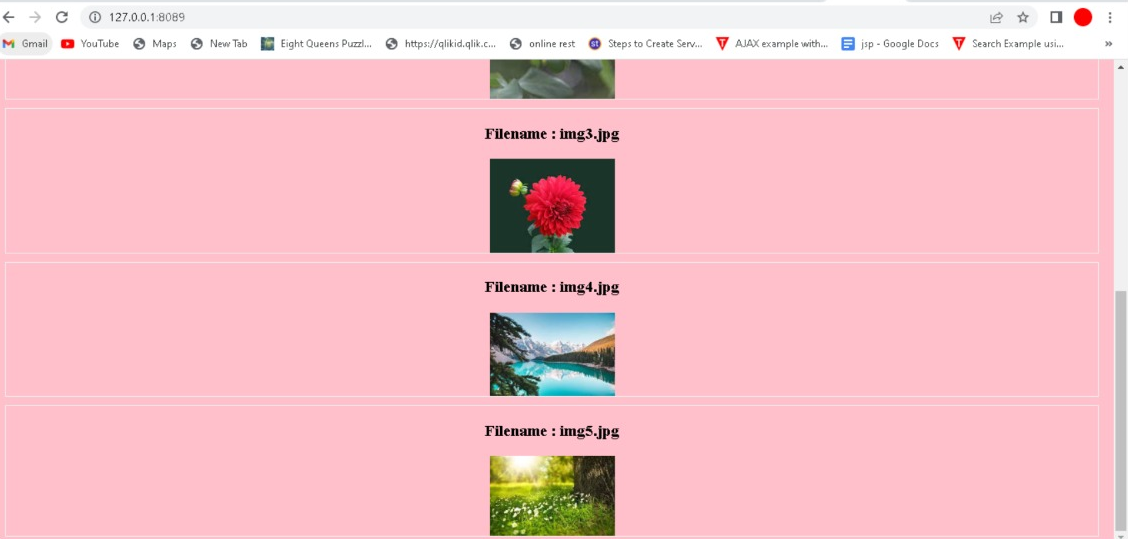 127.0.0.1:8089
Gmail YouTube Maps New Tab Eight Queens Puzzl... https://qlikid.qlik.c... online rest st Steps to Create Serv... T AJAX example with... jsp - Google Docs T Search Example usi... »
Filename : img3.jpg
Filename : img4.jpg
Filename : img5.jpg